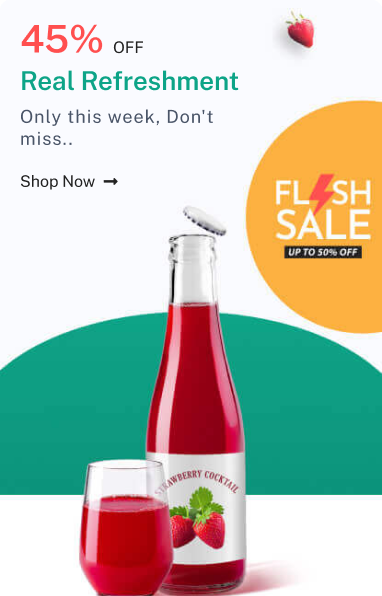 45% OFF
Real Refreshment
Only this week, Don't
miss..
Shop Now
FLASH
SALE
UP TO 50% OFF
STRAWBERRY COCKTAIL